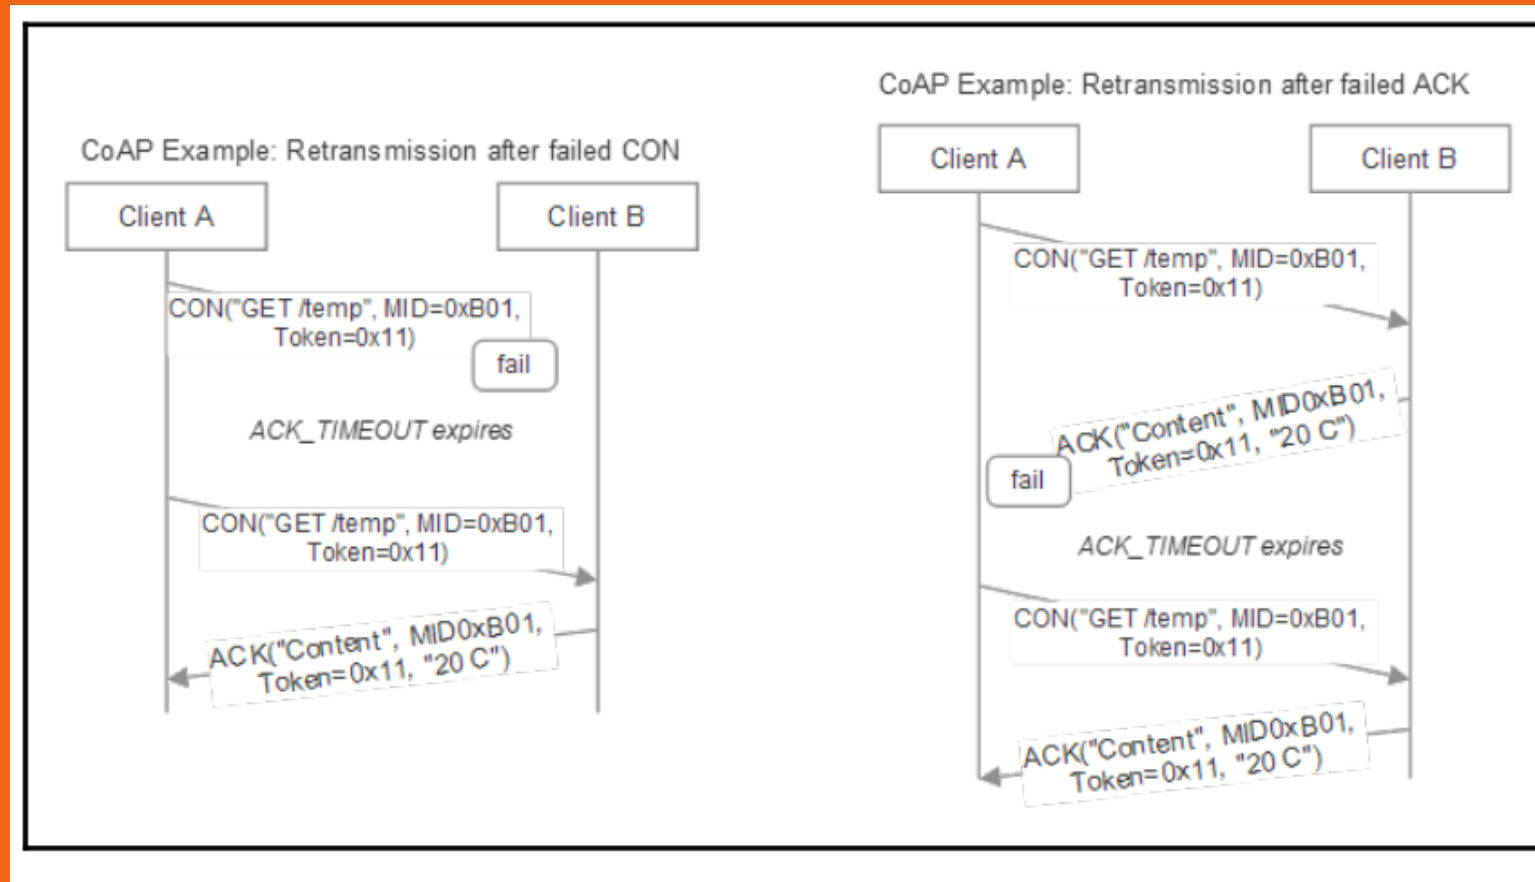 CoAP Example: Retransmission after failed CON
Client A
Client B
CON("GET /temp", MID=0xB01,
Token=0x11)
fail
ACK_TIMEOUT expires
CON("GET /temp", MID=0xB01,
Token=0x11)
ACK("Content", MID0xB01,
Token=0x11, "20 C")
CoAP Example: Retransmission after failed ACK
Client A
Client B
CON("GET /temp", MID=0xB01,
Token=0x11)
ACK("Content", MID0xB01,
Token=0x11, "20 C")
fail
ACK_TIMEOUT expires
CON("GET /temp", MID=0xB01,
Token=0x11)
ACK("Content", MID0xB01,
Token=0x11, "20 C")